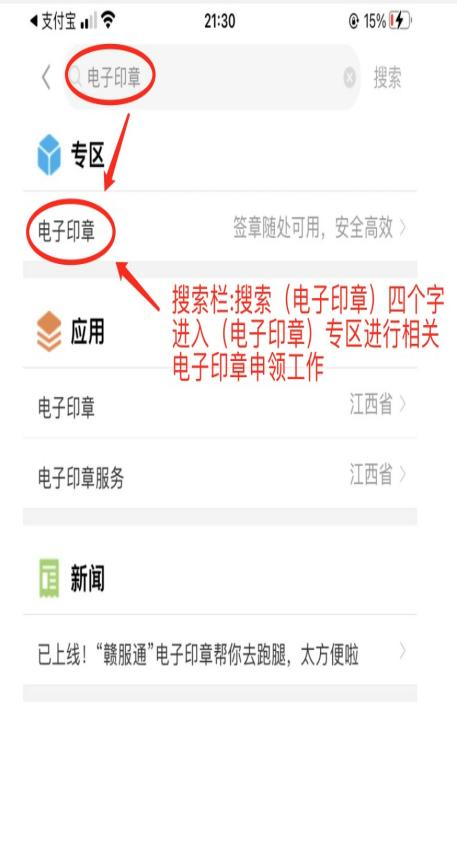 支付宝 21:30 15%
电子印章 搜索
专区
电子印章 签章随处可用，安全高效
搜索栏:搜索（电子印章）四个字
进入（电子印章）专区进行相关
电子印章申领工作
应用
电子印章 江西省
电子印章服务 江西省
新闻
已上线！“赣服通”电子印章帮你去跑腿，太方便啦